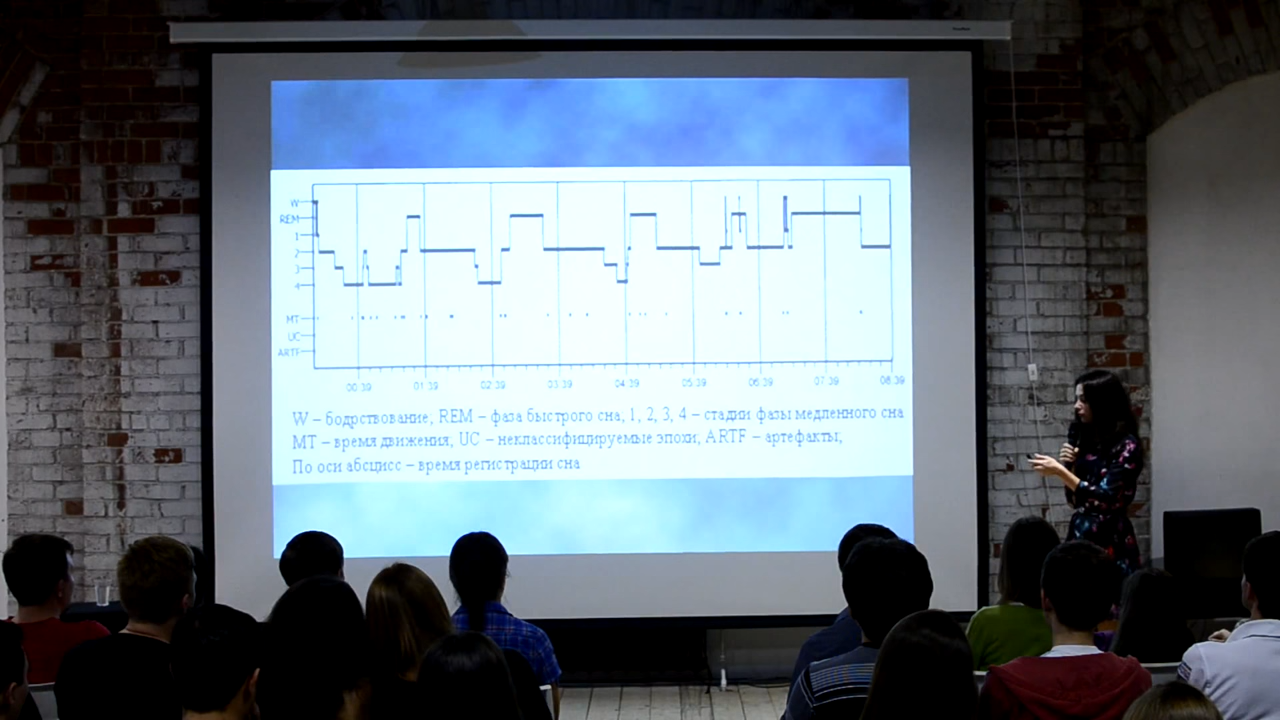 W
REM
1
2
3
4
MT
UC
ARTF
00:39 01:39 02:39 03:39 04:39 05:39 06:39 07:39 08:39
W – бодрствование, REM – фаза быстрого сна, 1, 2, 3, 4 – стадии фазы медленного сна
MT – время движения, UC – неклассифицируемые эпохи, ARTF – артефакты;
По оси абсцисс – время регистрации сна